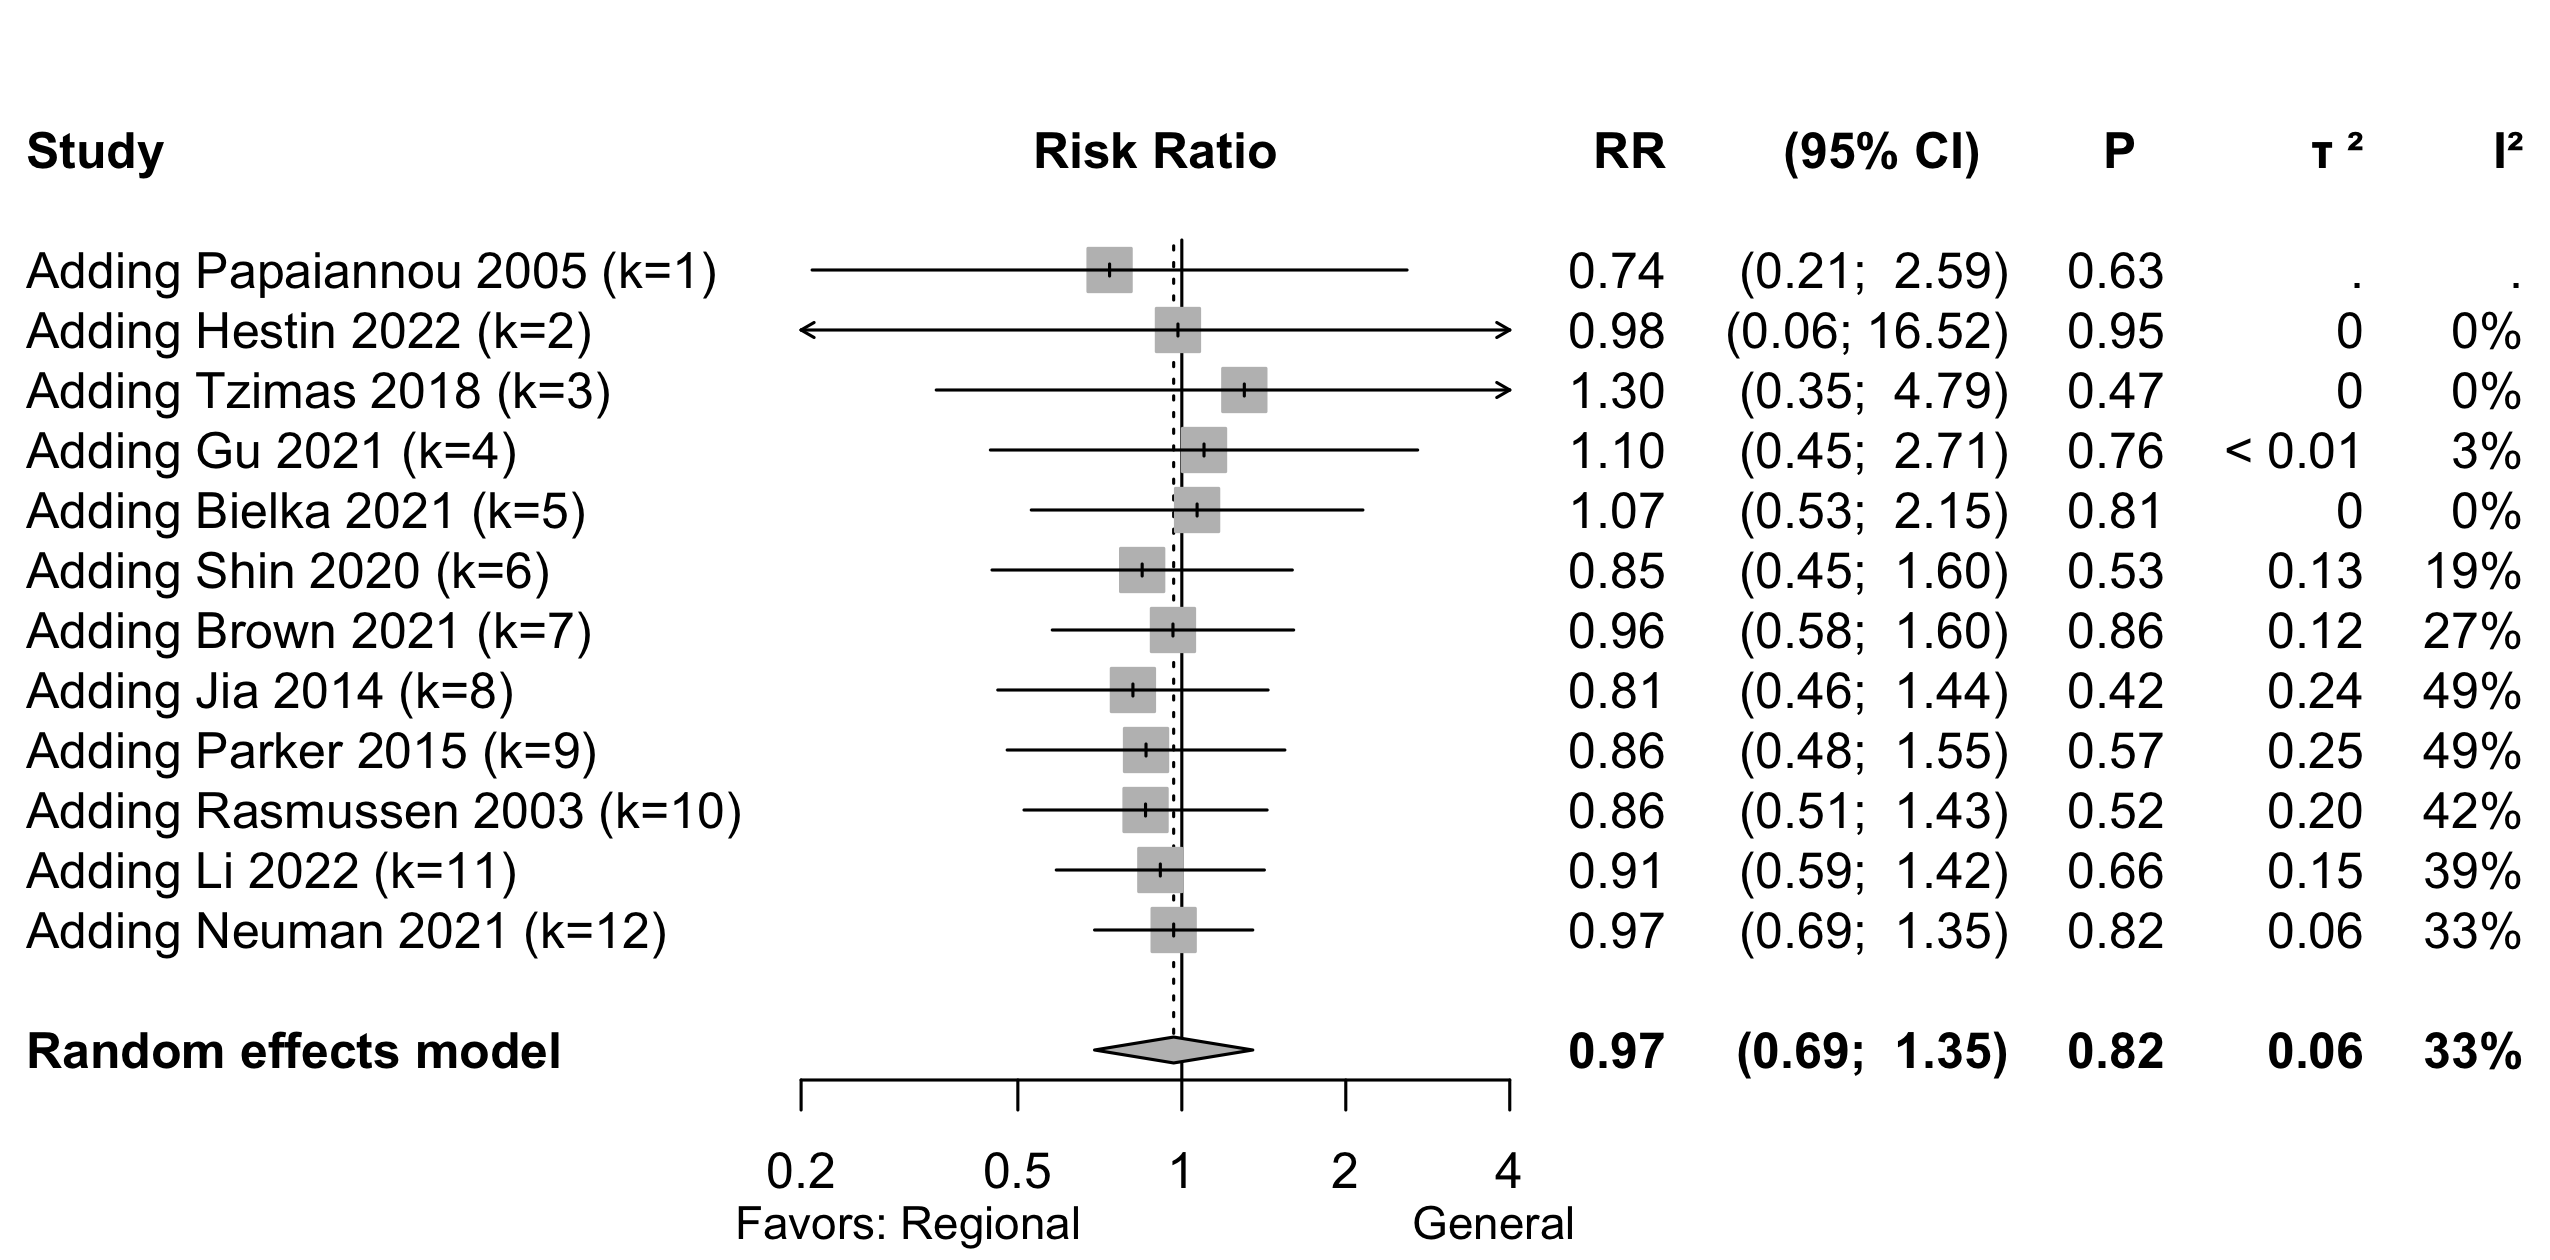 Study Risk Ratio RR (95% CI) P τ ² I²
Adding Papaiannou 2005 (k=1) 0.74 (0.21; 2.59) 0.63 . .
Adding Hestin 2022 (k=2) 0.98 (0.06; 16.52) 0.95 0 0%
Adding Tzimas 2018 (k=3) 1.30 (0.35; 4.79) 0.47 0 0%
Adding Gu 2021 (k=4) 1.10 (0.45; 2.71) 0.76 < 0.01 3%
Adding Bielka 2021 (k=5) 1.07 (0.53; 2.15) 0.81 0 0%
Adding Shin 2020 (k=6) 0.85 (0.45; 1.60) 0.53 0.13 19%
Adding Brown 2021 (k=7) 0.96 (0.58; 1.60) 0.86 0.12 27%
Adding Jia 2014 (k=8) 0.81 (0.46; 1.44) 0.42 0.24 49%
Adding Parker 2015 (k=9) 0.86 (0.48; 1.55) 0.57 0.25 49%
Adding Rasmussen 2003 (k=10) 0.86 (0.51; 1.43) 0.52 0.20 42%
Adding Li 2022 (k=11) 0.91 (0.59; 1.42) 0.66 0.15 39%
Adding Neuman 2021 (k=12) 0.97 (0.69; 1.35) 0.82 0.06 33%
Random effects model 0.97 (0.69; 1.35) 0.82 0.06 33%
0.2 0.5 1 2 4
Favors: Regional General